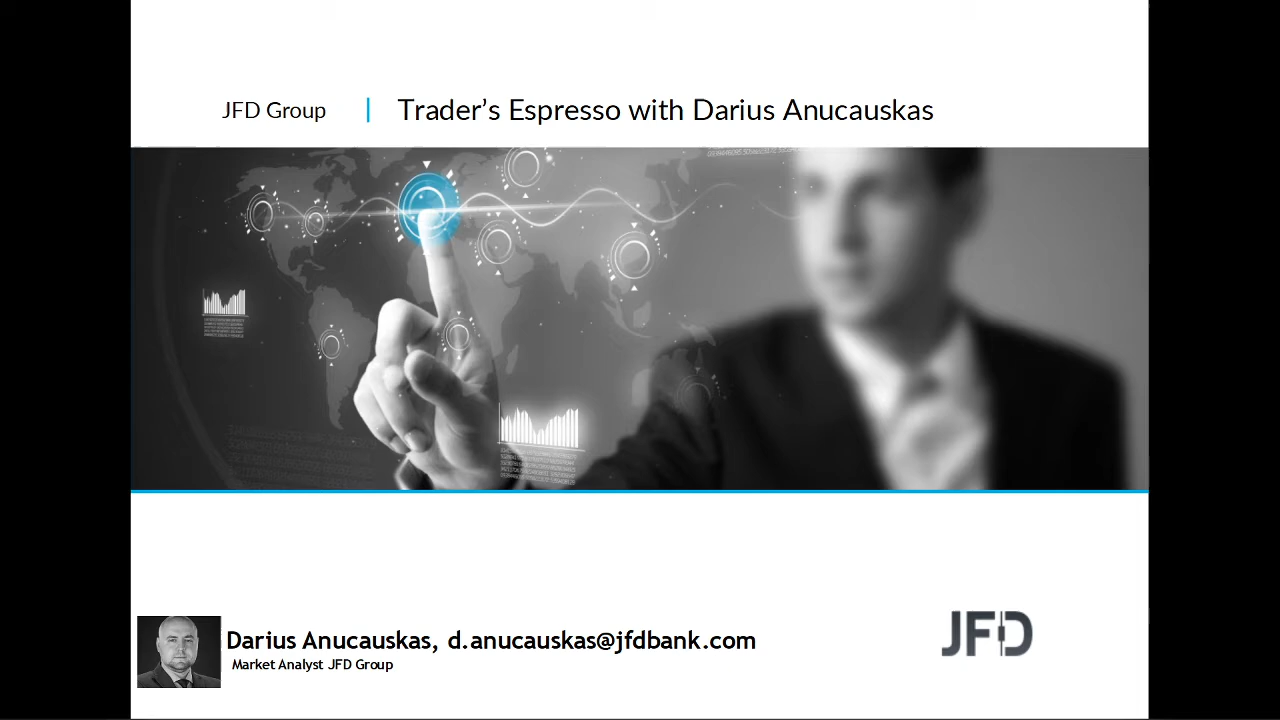 JFD Group
Trader’s Espresso with Darius Anucauskas
Darius Anucauskas, d.anucauskas@jfdbank.com
Market Analyst JFD Group
JFD